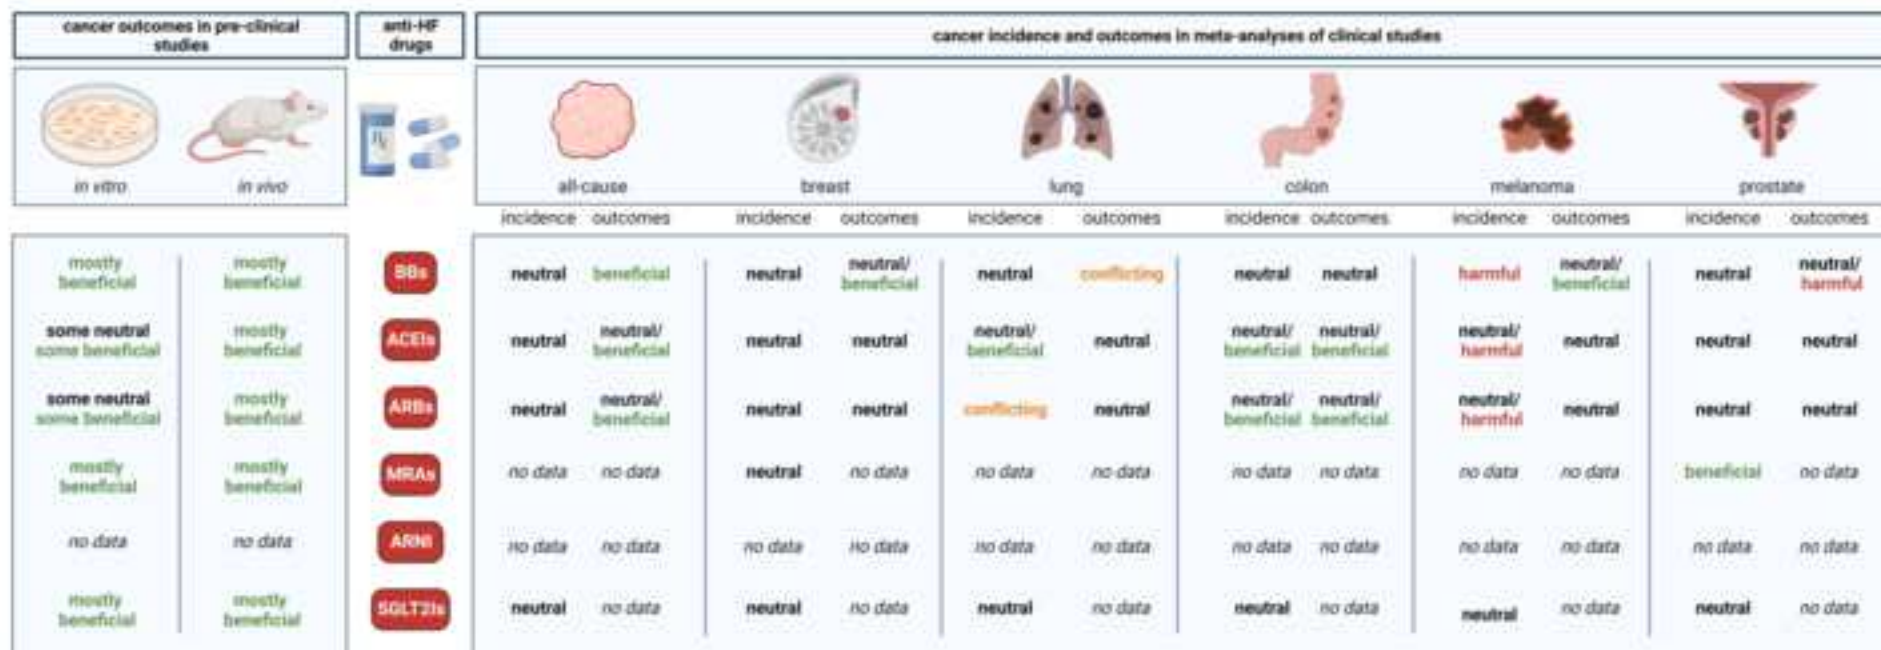 cancer outcomes in pre-clinical
studies
anti-HF
drugs
cancer incidence and outcomes in meta-analyses of clinical studies
in vitro
in vivo
all-cause
breast
lung
colon
melanoma
prostate
incidence outcomes incidence outcomes incidence outcomes incidence outcomes incidence outcomes incidence outcomes
mostly
beneficial
mostly
beneficial
BBs
neutral
beneficial
neutral
neutral/
beneficial
neutral
conflicting
neutral
neutral
harmful
neutral/
beneficial
neutral
neutral/
harmful
some neutral
some beneficial
mostly
beneficial
ACEIs
neutral
neutral/
beneficial
neutral
neutral
neutral/
beneficial
neutral
neutral/
beneficial
neutral/
beneficial
neutral/
harmful
neutral
neutral
neutral
some neutral
some beneficial
mostly
beneficial
ARBs
neutral
neutral/
beneficial
neutral
neutral
conflicting
neutral
neutral/
beneficial
neutral/
beneficial
neutral/
harmful
neutral
neutral
neutral
mostly
beneficial
mostly
beneficial
MRAs
no data
no data
neutral
no data
no data
no data
no data
no data
no data
no data
beneficial
no data
no data
no data
ARNI
no data
no data
no data
no data
no data
no data
no data
no data
no data
no data
no data
no data
mostly
beneficial
mostly
beneficial
SGLT2Is
neutral
no data
neutral
no data
neutral
no data
neutral
no data
neutral
no data
neutral
no data